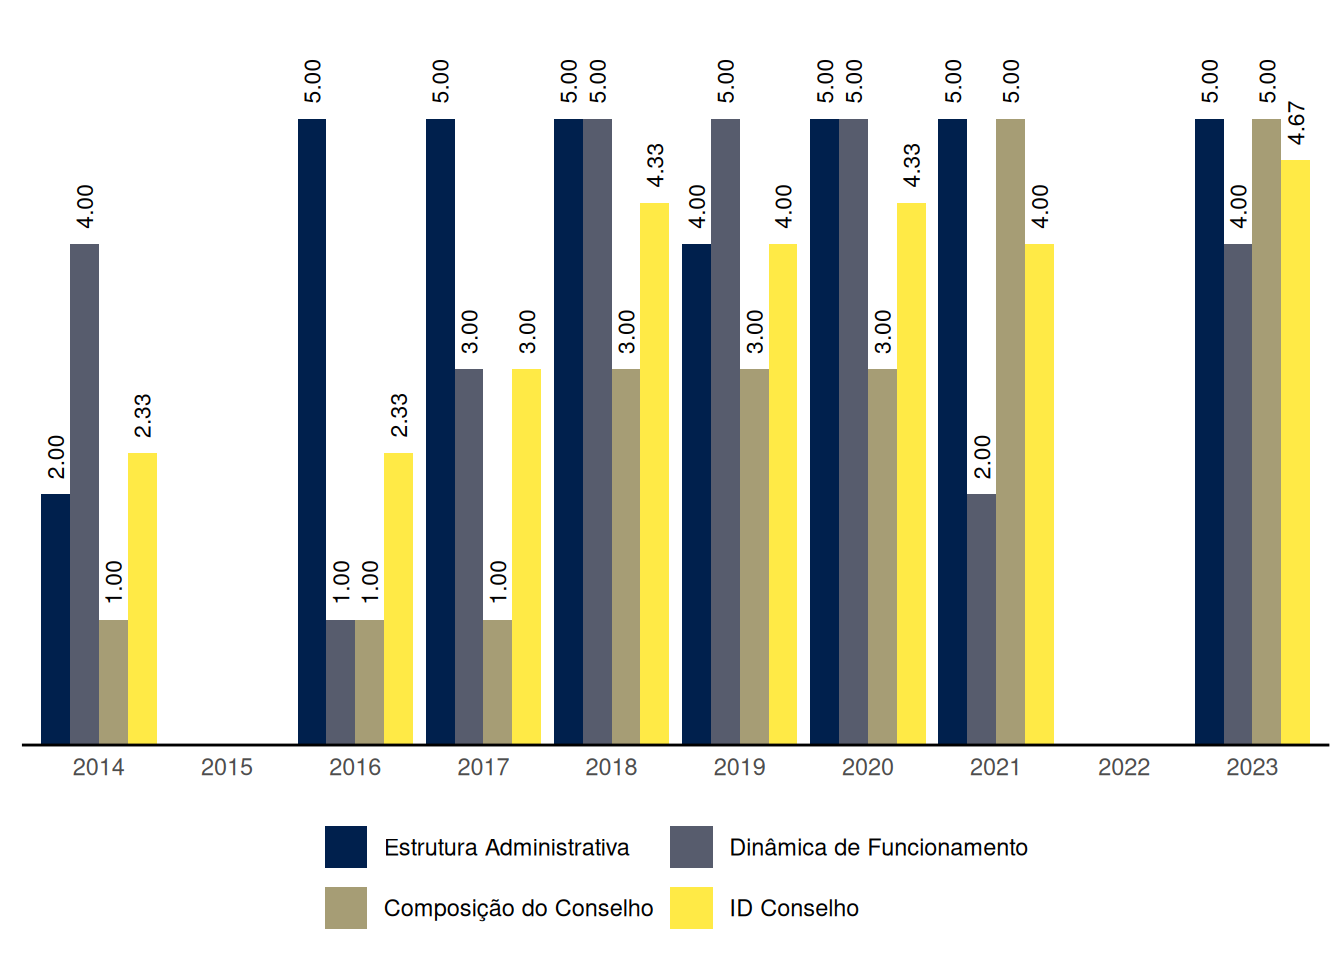 2.00 4.00 1.00 2.33
5.00 1.00 1.00 2.33
5.00 3.00 1.00 3.00
5.00 5.00 3.00 4.33
4.00 5.00 3.00 4.00
5.00 5.00 3.00 4.33
5.00 2.00 5.00 4.00
5.00 4.00 5.00 4.67
2014 2015 2016 2017 2018 2019 2020 2021 2022 2023
Estrutura Administrativa Dinâmica de Funcionamento
Composição do Conselho ID Conselho